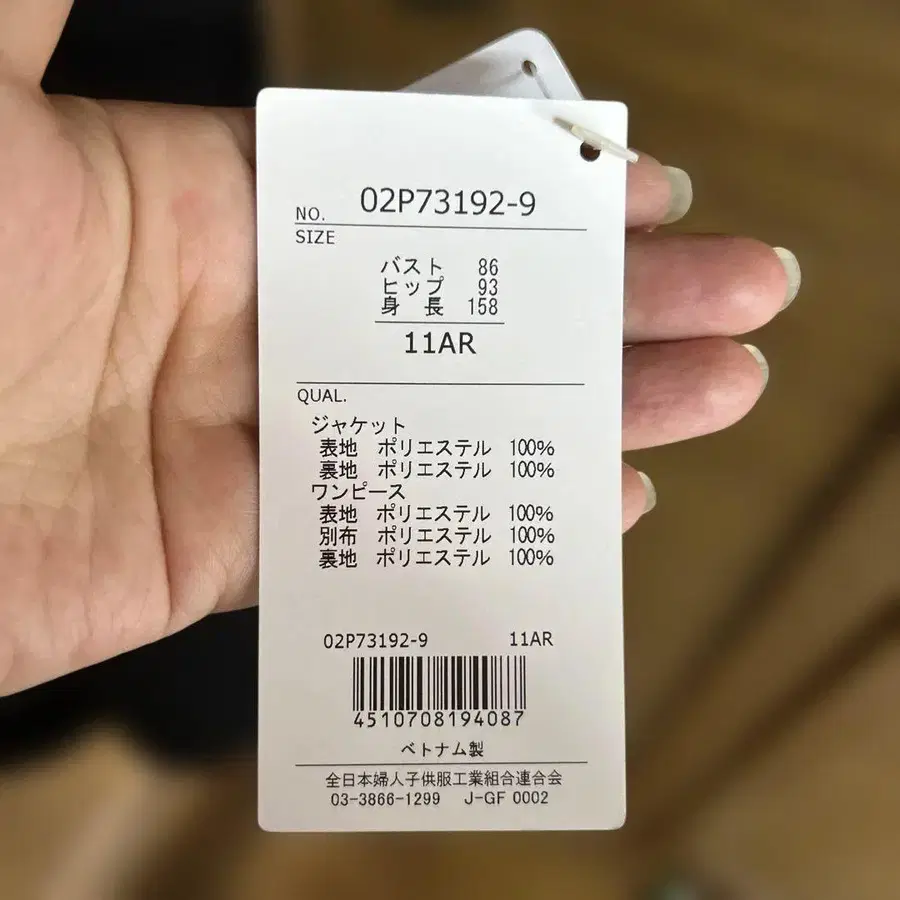 NO. 02P73192-9
SIZE
バスト 86
ヒップ 93
身長 158
11AR
QUAL.
ジャケット
表地 ポリエステル 100%
裏地 ポリエステル 100%
ワンピース
表地 ポリエステル 100%
別布 ポリエステル 100%
裏地 ポリエステル 100%
02P73192-9 11AR
4510708194087
ベトナム製
全日本婦人子供服工業組合連合会
03-3866-1299 J-GF 0002